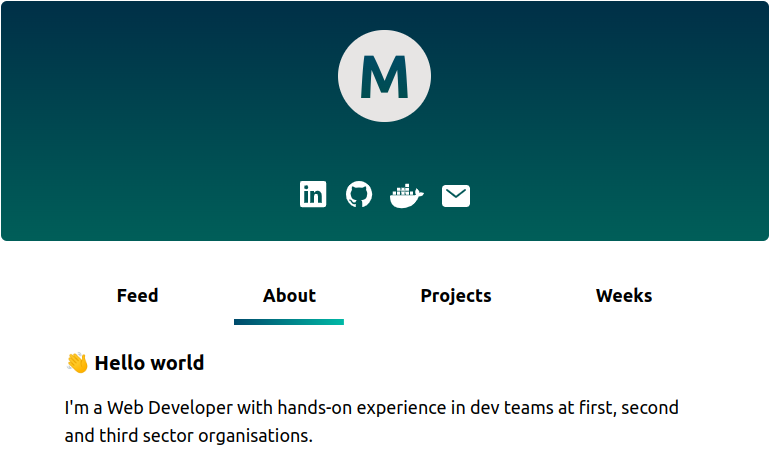 M
in
Feed About Projects Weeks
👋 Hello world
I'm a Web Developer with hands-on experience in dev teams at first, second
and third sector organisations.